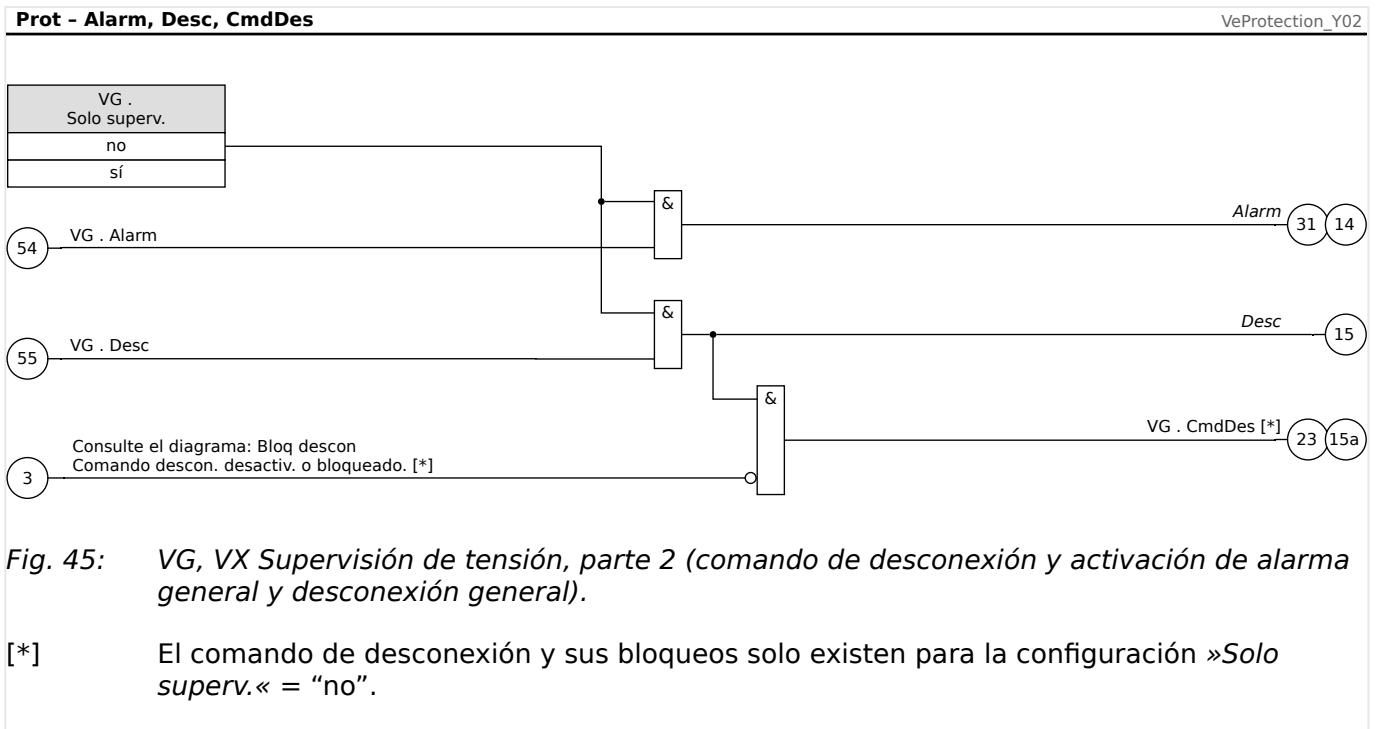 Prot – Alarm, Desc, CmdDes
VeProtection_Y02
VG .
Solo superv.
no
sí
&
Alarm
31 14
54
VG . Alarm
&
Desc
15
55
VG . Desc
&
VG . CmdDes [*]
23 15a
Consulte el diagrama: Bloq descon
Comando descon. desactiv. o bloqueado. [*]
3
Fig. 45: VG, VX Supervisión de tensión, parte 2 (comando de desconexión y activación de alarma
general y desconexión general).
[*] El comando de desconexión y sus bloqueos solo existen para la configuración »Solo
superv.« = “no”.